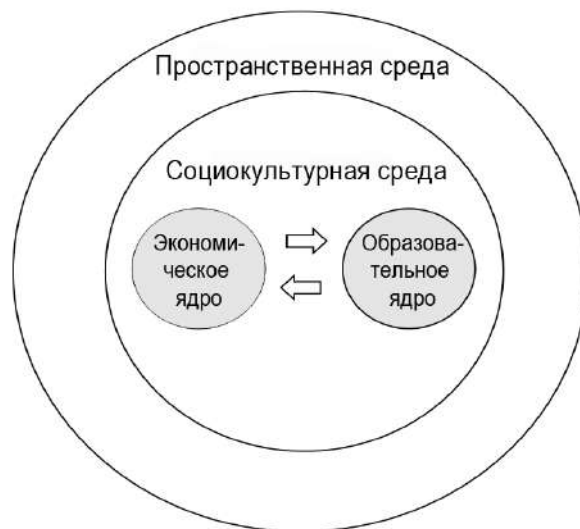 Пространственная среда
Социокультурная среда
Экономи-
ческое
ядро
Образова-
тельное
ядро